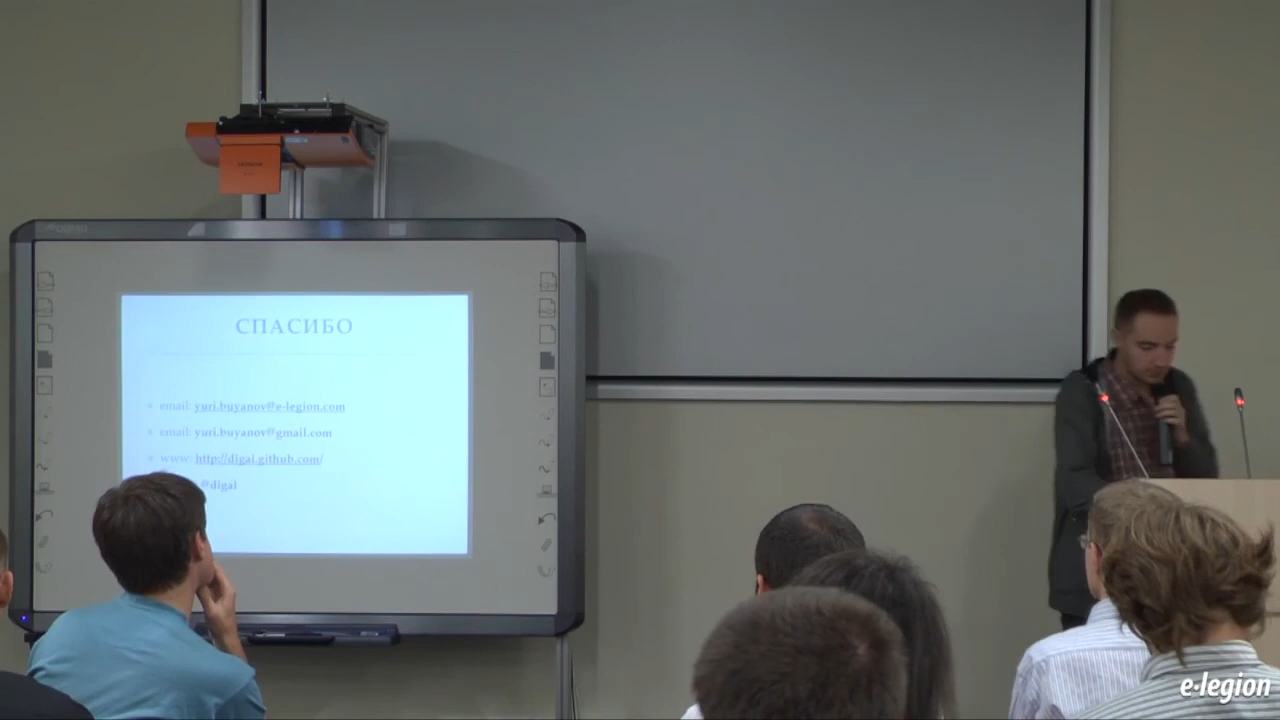 СПАСИБО
email: yuri.buyanov@e-legion.com
email: yuri.buyanov@gmail.com
www: http://digal.github.com/
@digal
e-legion